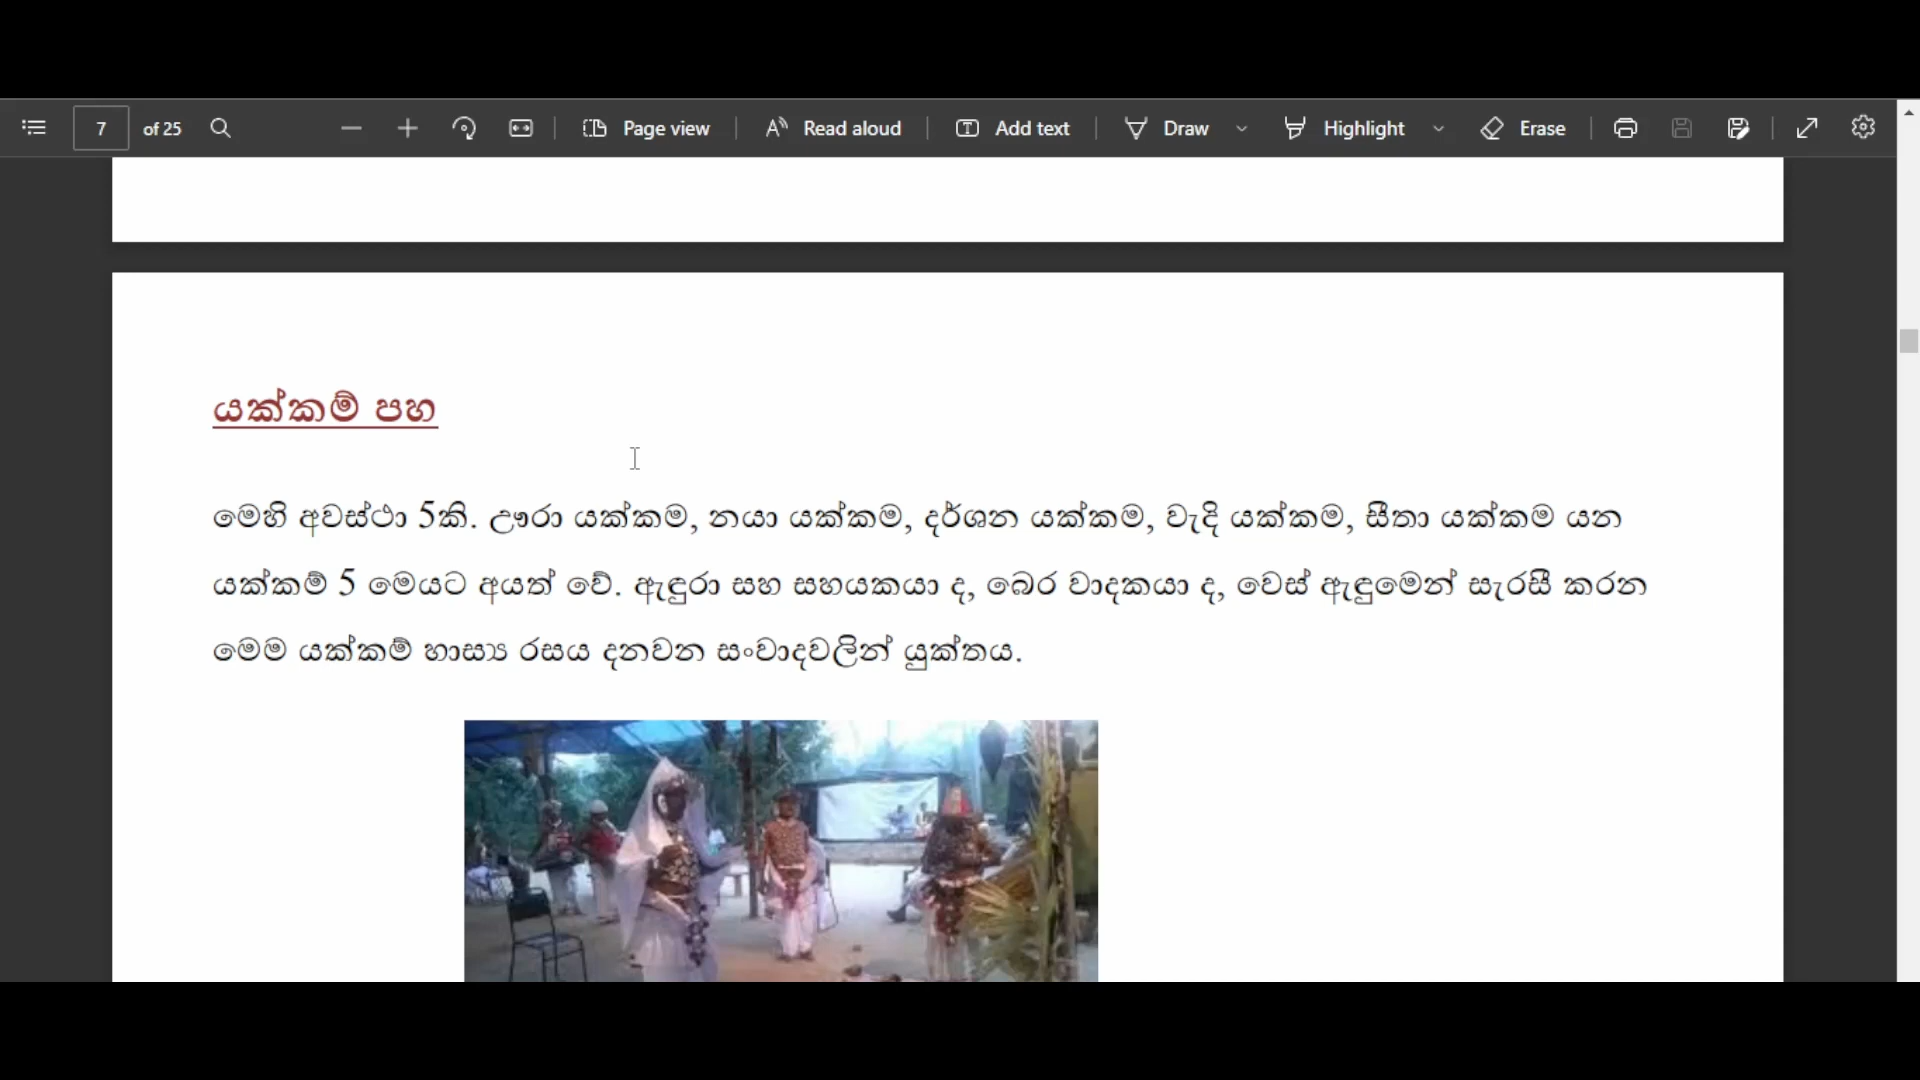 7 of 25 Page view Read aloud Add text Draw Highlight Erase
යක්කම් පහ
මෙහි අවස්ථා 5කි. ඌරා යක්කම, නයා යක්කම, දර්ශන යක්කම, වැදි යක්කම, සීතා යක්කම යන
යක්කම් 5 මෙයට අයත් වේ. ඇඳුරා සහ සහයකයා ද, බෙර වාදකයා ද, වෙස් ඇඳුමෙන් සැරසී කරන
මෙම යක්කම් හාස්‍ය රසය දනවන සංවාදවලින් යුක්තය.